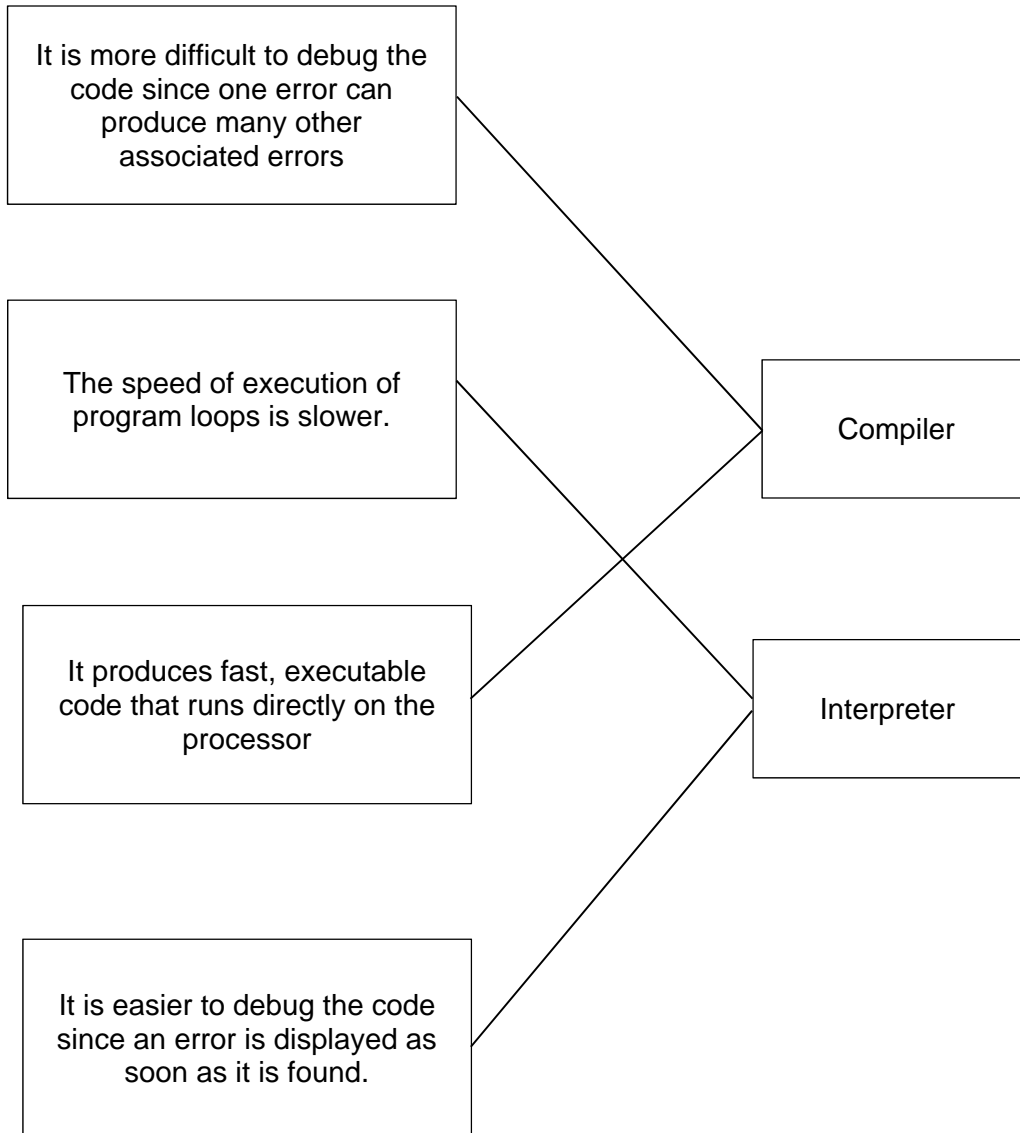 It is more difficult to debug the
code since one error can
produce many other
associated errors
The speed of execution of
program loops is slower.
Compiler
It produces fast, executable
code that runs directly on the
processor
Interpreter
It is easier to debug the code
since an error is displayed as
soon as it is found.